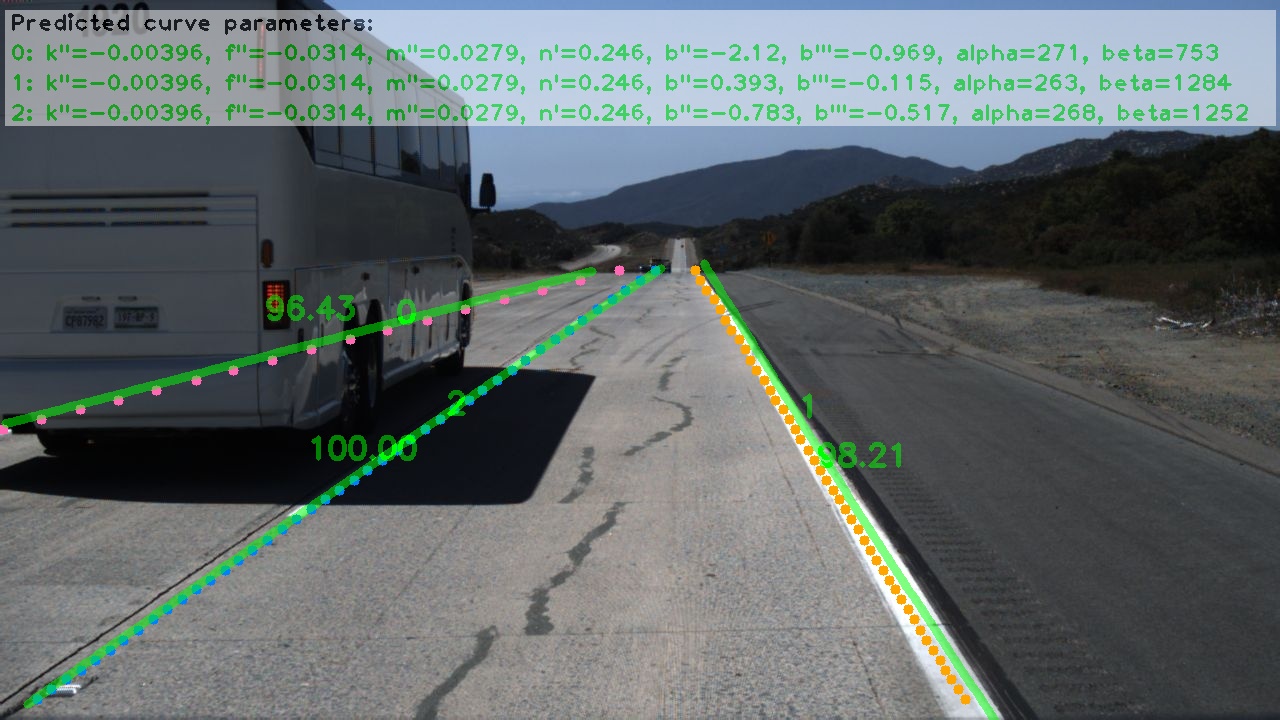 Predicted curve parameters:
0: k''=-0.00396, f''=-0.0314, m''=0.0279, n'=0.246, b''=-2.12, b'''=-0.969, alpha=271, beta=753
1: k''=-0.00396, f''=-0.0314, m''=0.0279, n'=0.246, b''=0.393, b'''=-0.115, alpha=263, beta=1284
2: k''=-0.00396, f''=-0.0314, m''=0.0279, n'=0.246, b''=-0.783, b'''=-0.517, alpha=268, beta=1252
96.43 0
2 1
100.00 98.21